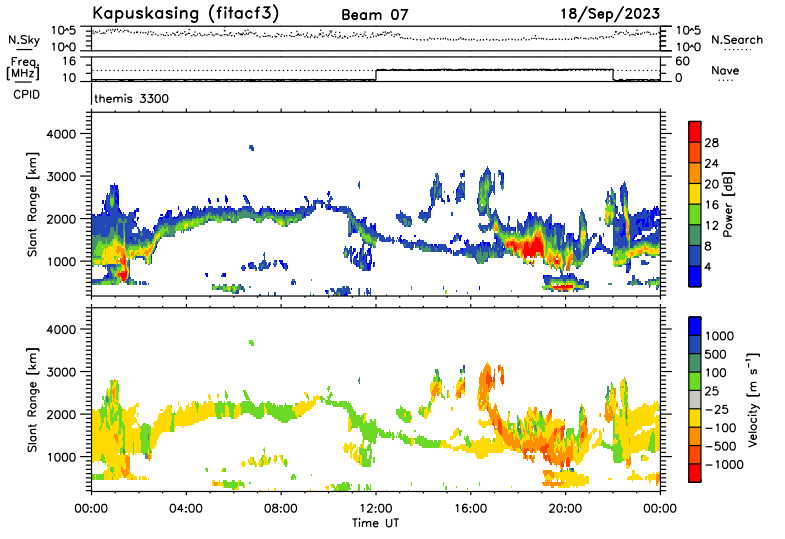 Kapuskasing (fitacf3) Beam 07 18/Sep/2023
N.Sky 10^5 10^0 10^5 10^0 N.Search
Freq. [MHz] 16 10 60 0 Nave
CPID themis 3300
Slant Range [km] 4000 3000 2000 1000
Power [dB] 28 24 20 16 12 8 4
Slant Range [km] 4000 3000 2000 1000
Velocity [m s⁻¹] 1000 500 100 25 −25 −100 −500 −1000
00:00 04:00 08:00 12:00 16:00 20:00 00:00
Time UT